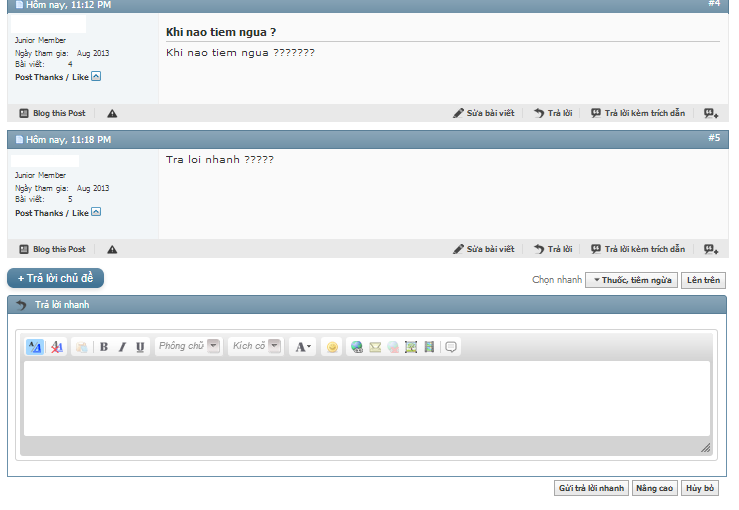 Hôm nay, 11:12 PM #4
Junior Member
Ngày tham gia: Aug 2013
Bài viết: 4
Post Thanks / Like
Khi nao tiem ngua ?
Khi nao tiem ngua ???????
Blog this Post Sửa bài viết Trả lời Trả lời kèm trích dẫn
Hôm nay, 11:18 PM #5
Junior Member
Ngày tham gia: Aug 2013
Bài viết: 5
Post Thanks / Like
Tra loi nhanh ?????
Blog this Post Sửa bài viết Trả lời Trả lời kèm trích dẫn
+ Trả lời chủ đề Chọn nhanh Thuốc, tiêm ngừa Lên trên
Trả lời nhanh
B I U Phông chữ Kích cỡ A
Gửi trả lời nhanh Nâng cao Hủy bỏ